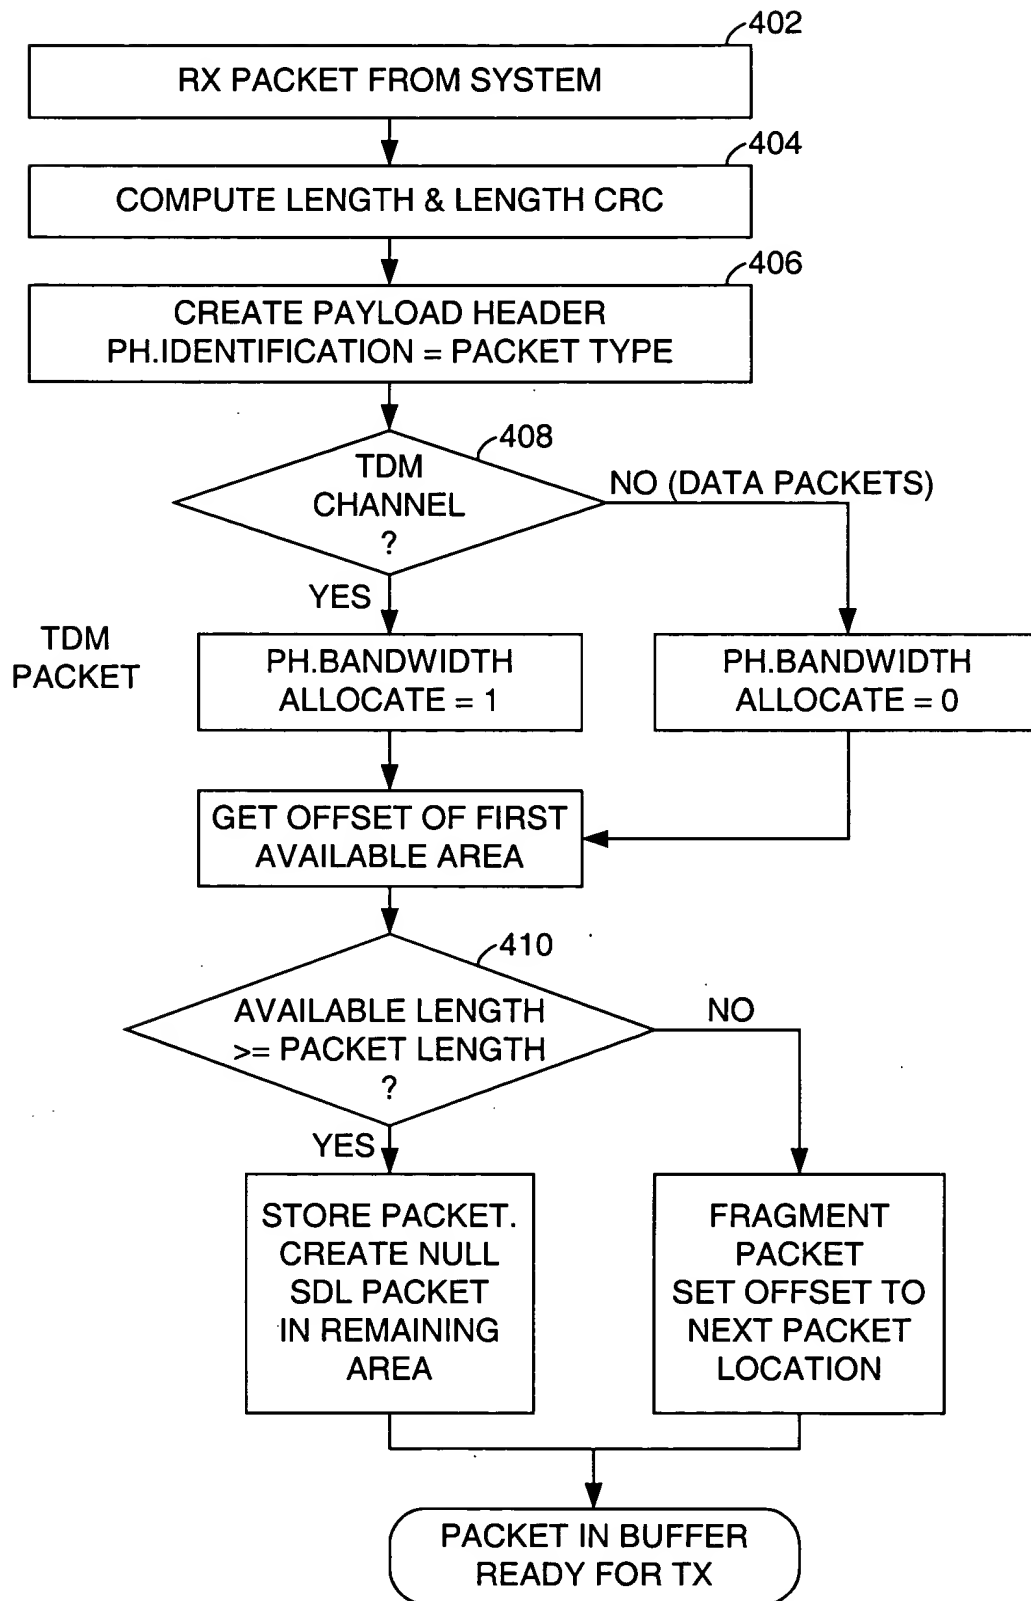 402
RX PACKET FROM SYSTEM
404
COMPUTE LENGTH & LENGTH CRC
406
CREATE PAYLOAD HEADER
PH.IDENTIFICATION = PACKET TYPE
408
TDM
CHANNEL
?
NO (DATA PACKETS)
YES
TDM
PACKET
PH.BANDWIDTH
ALLOCATE = 1
PH.BANDWIDTH
ALLOCATE = 0
GET OFFSET OF FIRST
AVAILABLE AREA
410
AVAILABLE LENGTH
>= PACKET LENGTH
?
NO
YES
STORE PACKET.
CREATE NULL
SDL PACKET
IN REMAINING
AREA
FRAGMENT
PACKET
SET OFFSET TO
NEXT PACKET
LOCATION
PACKET IN BUFFER
READY FOR TX